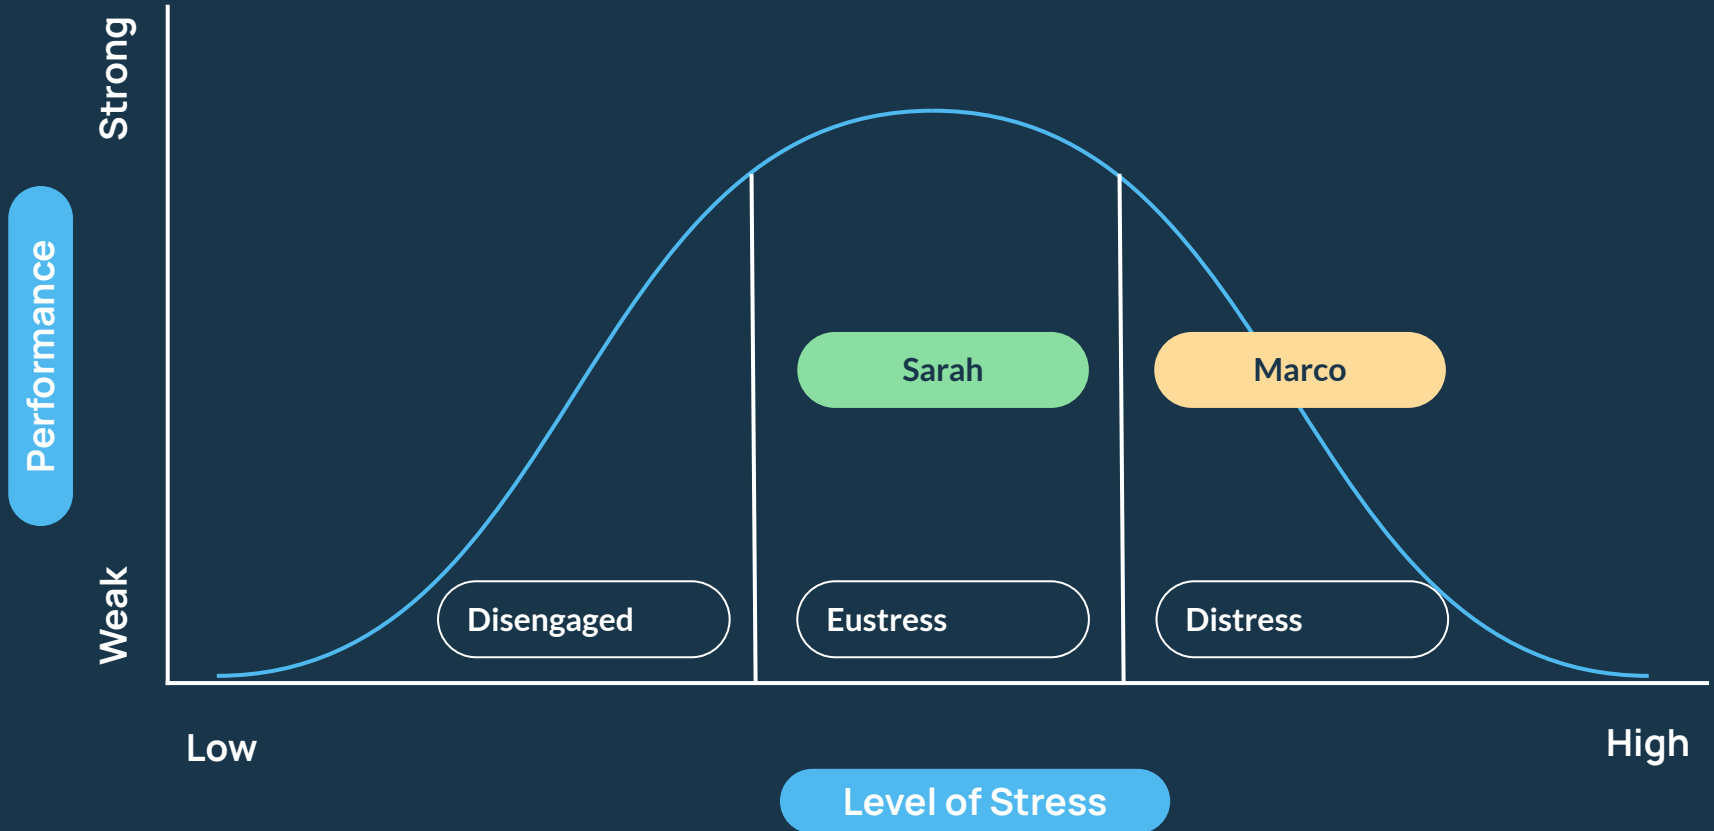 Strong
Performance
Sarah
Marco
Weak
Disengaged
Eustress
Distress
Low
High
Level of Stress